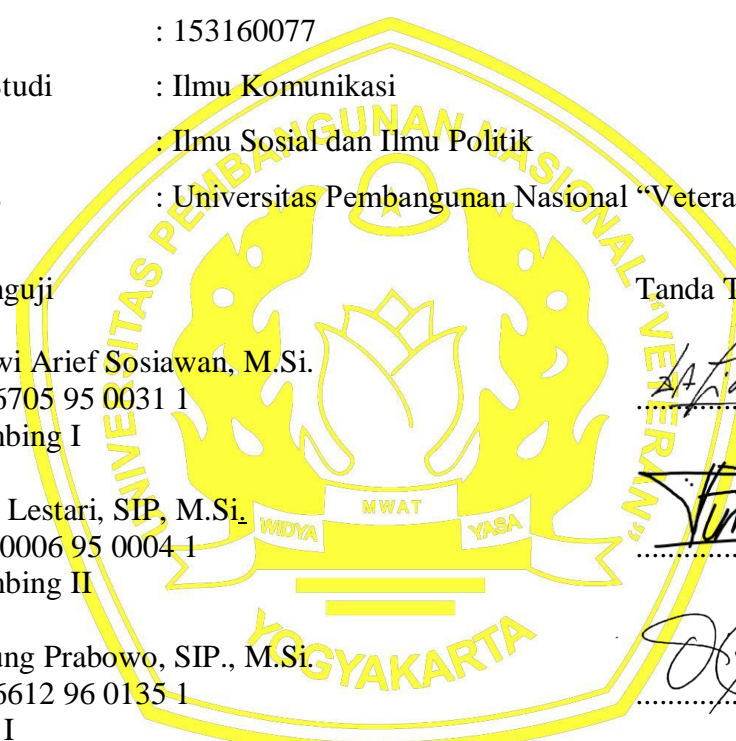 : 153160077
tudi : Ilmu Komunikasi
: Ilmu Sosial dan Ilmu Politik
: Universitas Pembangunan Nasional “Vetera
nguji Tanda T
wi Arief Sosiawan, M.Si.
6705 95 0031 1
mbing I
Lestari, SIP, M.Si.
0006 95 0004 1
mbing II
ung Prabowo, SIP., M.Si.
6612 96 0135 1
I
UNIVERSITAS PEMBANGUNAN NASIONAL “VETERAN”
WIDYA MWAT YASA
YOGYAKARTA